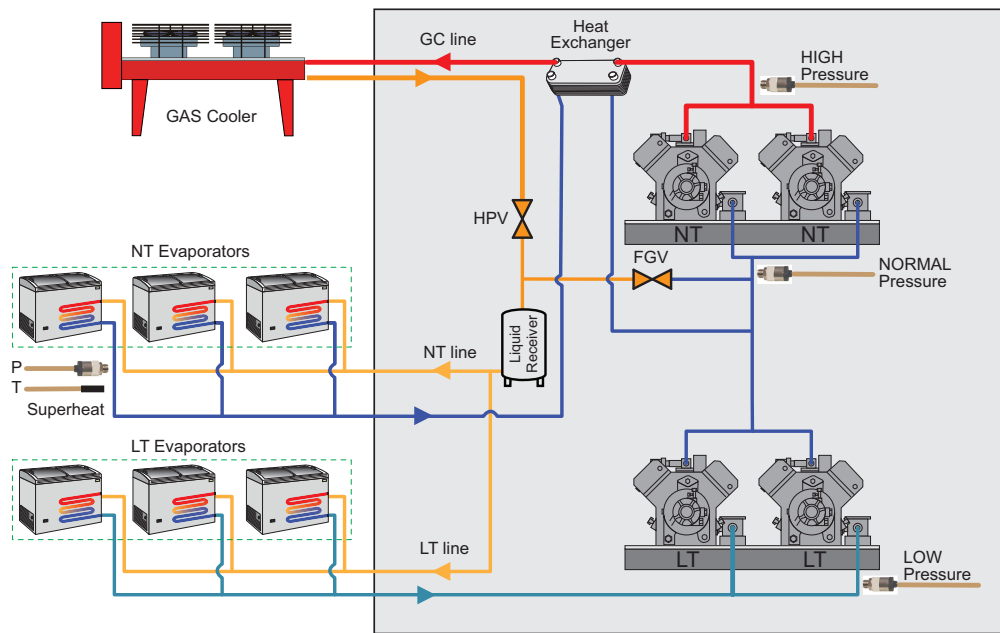 GC line
Heat
Exchanger
HIGH
Pressure
GAS Cooler
NT
NT
HPV
FGV
NORMAL
Pressure
NT Evaporators
Liquid
Receiver
NT line
P
T
Superheat
LT Evaporators
LT line
LT
LT
LOW
Pressure